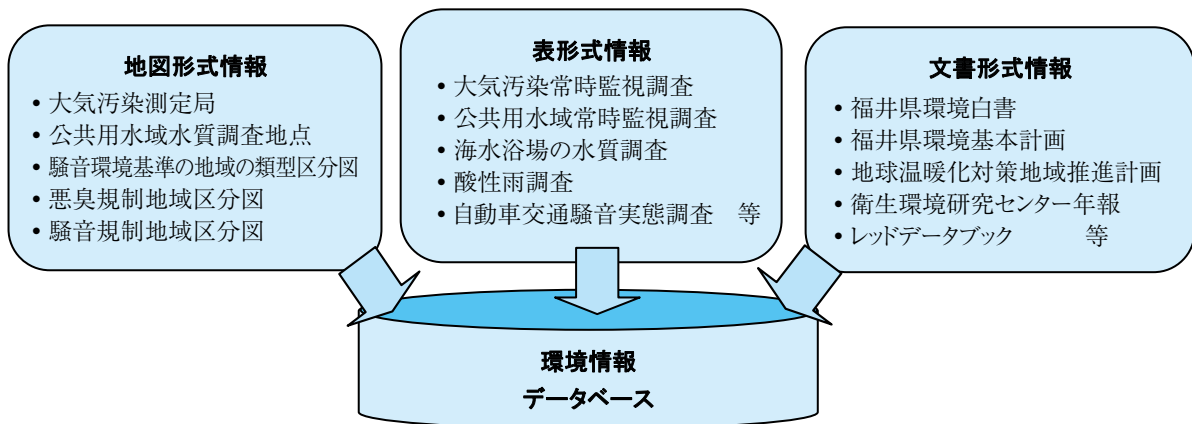 地図形式情報
• 大気汚染測定局
• 公共用水域水質調査地点
• 騒音環境基準の地域の類型区分図
• 悪臭規制地域区分図
• 騒音規制地域区分図
表形式情報
• 大気汚染常時監視調査
• 公共用水域常時監視調査
• 海水浴場の水質調査
• 酸性雨調査
• 自動車交通騒音実態調査　等
文書形式情報
• 福井県環境白書
• 福井県環境基本計画
• 地球温暖化対策地域推進計画
• 衛生環境研究センター年報
• レッドデータブック　　　等
環境情報
データベース